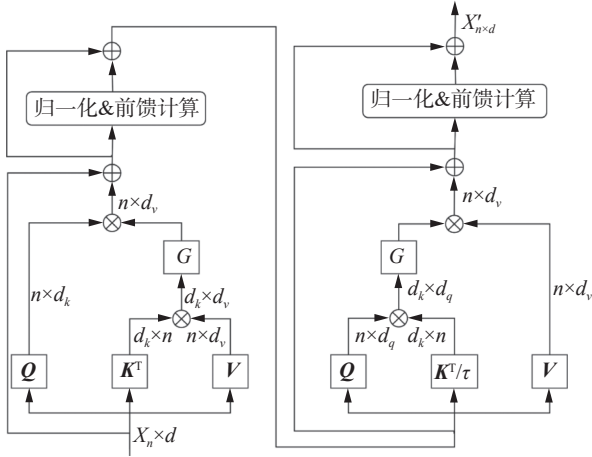 X′n×d
归一化&前馈计算
归一化&前馈计算
n×dv
n×dv
G
G
n×dk
dk×dv
dk×dq
n×dv
dk×n
n×dv
n×dq
dk×n
Q
Kᵀ
V
Q
Kᵀ/τ
V
Xn×d